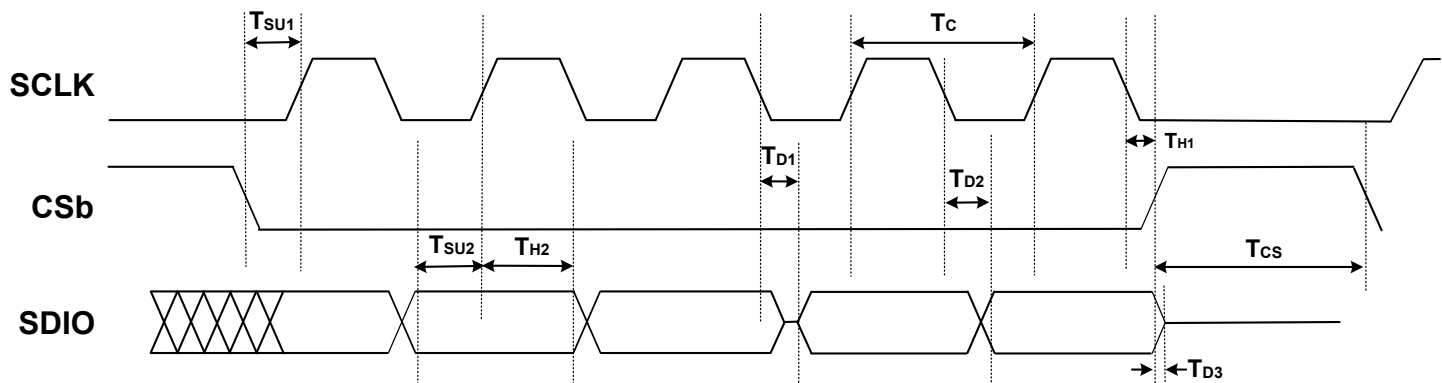 TSU1
TC
SCLK
TH1
TD1
TD2
CSb
TSU2
TH2
TCS
SDIO
TD3